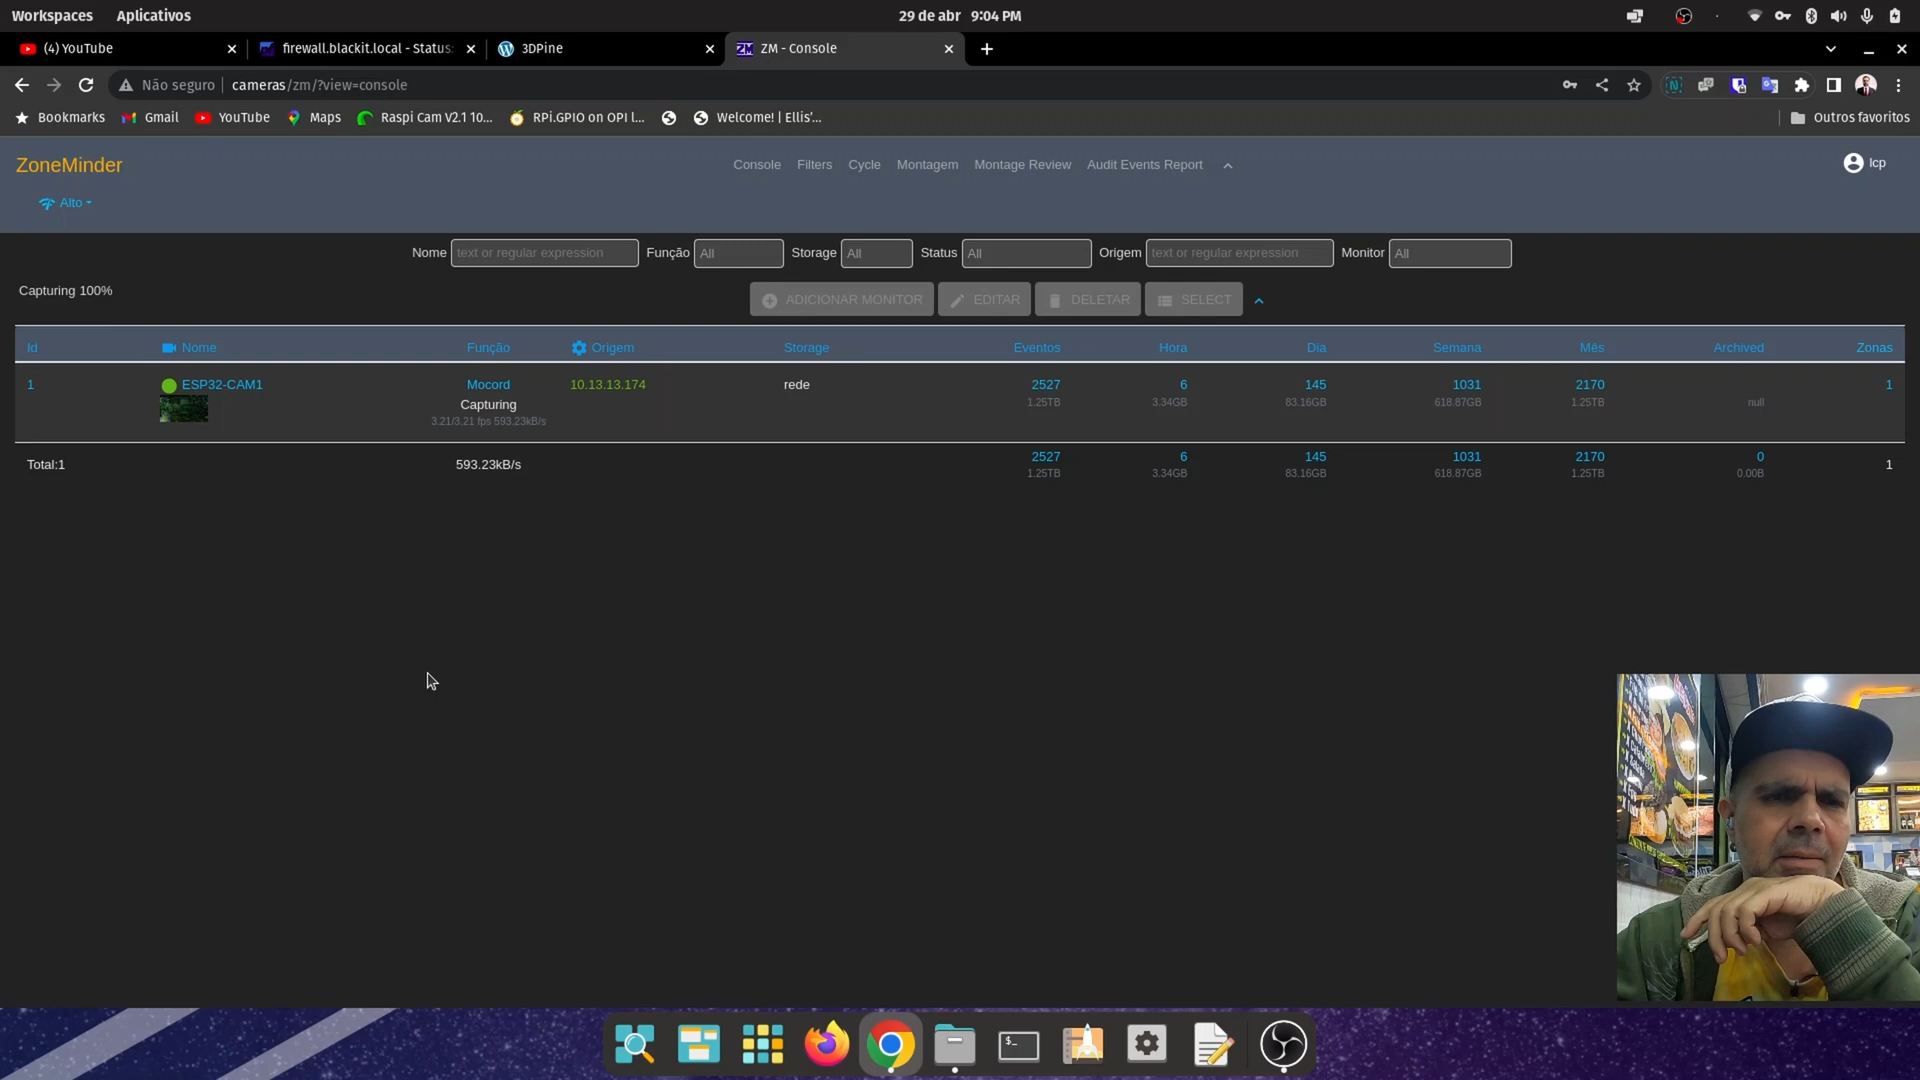 Workspaces Aplicativos 29 de abr 9:04 PM
(4) YouTube firewall.blackit.local - Status: 3DPine ZM - Console
Não seguro cameras/zm/?view=console
Bookmarks Gmail YouTube Maps Raspi Cam V2.1 10... RPi.GPIO on OPI l... Welcome! | Ellis'... Outros favoritos
ZoneMinder Console Filters Cycle Montagem Montage Review Audit Events Report lcp
Alto
Nome text or regular expression Função All Storage All Status All Origem text or regular expression Monitor All
Capturing 100% ADICIONAR MONITOR EDITAR DELETAR SELECT
Id Nome Função Origem Storage Eventos Hora Dia Semana Mês Archived Zonas
1 ESP32-CAM1 Mocord 10.13.13.174 rede 2527 6 145 1031 2170 1
Capturing 1.25TB 3.34GB 83.16GB 618.87GB 1.25TB null
3.21/3.21 fps 593.23kB/s
Total:1 593.23kB/s 2527 6 145 1031 2170 0 1
1.25TB 3.34GB 83.16GB 618.87GB 1.25TB 0.00B